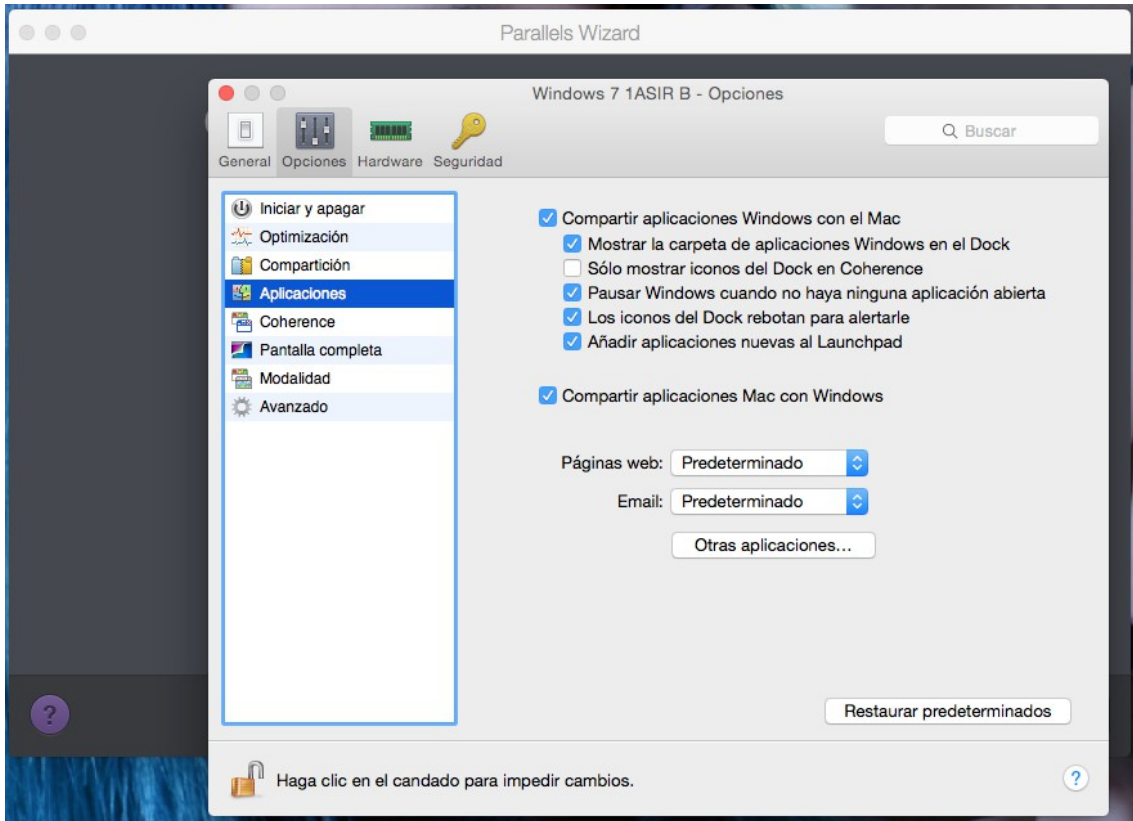 Parallels Wizard
Windows 7 1ASIR B - Opciones
General Opciones Hardware Seguridad
Buscar
Iniciar y apagar
Optimización
Compartición
Aplicaciones
Coherence
Pantalla completa
Modalidad
Avanzado
Compartir aplicaciones Windows con el Mac
Mostrar la carpeta de aplicaciones Windows en el Dock
Sólo mostrar iconos del Dock en Coherence
Pausar Windows cuando no haya ninguna aplicación abierta
Los iconos del Dock rebotan para alertarle
Añadir aplicaciones nuevas al Launchpad
Compartir aplicaciones Mac con Windows
Páginas web: Predeterminado
Email: Predeterminado
Otras aplicaciones...
Restaurar predeterminados
?
Haga clic en el candado para impedir cambios.
?